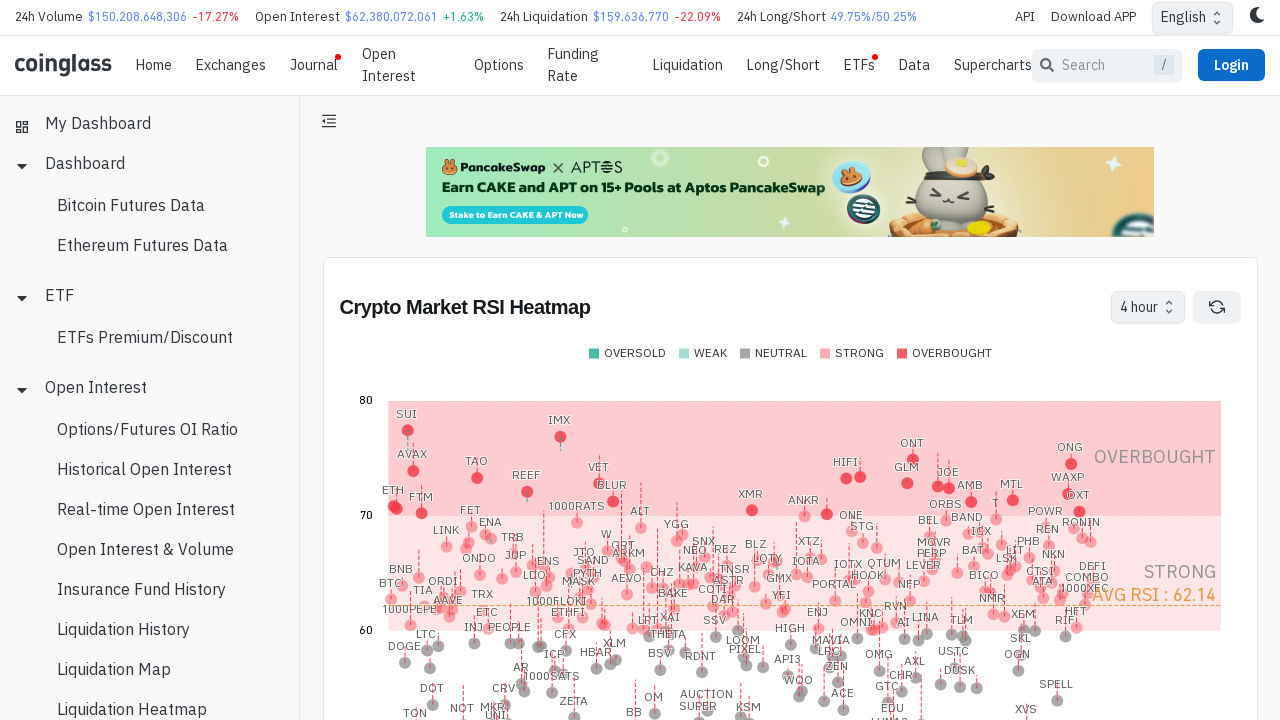 24h Volume $150,208,648,306 -17.27% Open Interest $62,380,072,061 +1.63% 24h Liquidation $159,636,770 -22.09% 24h Long/Short 49.75%/50.25% API Download APP English
coinglass Home Exchanges Journal Open Interest Options Funding Rate Liquidation Long/Short ETFs Data Supercharts Search / Login
My Dashboard
Dashboard
Bitcoin Futures Data
Ethereum Futures Data
ETF
ETFs Premium/Discount
Open Interest
Options/Futures OI Ratio
Historical Open Interest
Real-time Open Interest
Open Interest & Volume
Insurance Fund History
Liquidation History
Liquidation Map
Liquidation Heatmap
PancakeSwap × APTOS
Earn CAKE and APT on 15+ Pools at Aptos PancakeSwap
Stake to Earn CAKE & APT Now
Crypto Market RSI Heatmap
4 hour
OVERSOLD WEAK NEUTRAL STRONG OVERBOUGHT
80
SUI IMX
AVAX ONT ONG
OVERBOUGHT
TAO VET HIFI GLM JOE
REEF BLUR WAXP
ETH FTM XMR AMB MTL OXT
1000RATS ANKR ORBS T
70
FET ALT ONE POWR
LINK ENA YGG STG BEL BAND RONIN
TRB W SNX XTZ ICX REN
ONDO JUP JTO ARKM NEO REZ BLZ MGVR PERP BAT LIT PHB NKN
BNB ENS SAND QTUM LSK DEFI
STRONG
BTC ORDI LDO MASK AEVO CHZ KAVA TNSR IOTA IOTX HOOK LEVER BICO CTSI COMBO
TIA TRX BAKE ASTR GMX PORTAL NFP ATA 1000XEC
AVG RSI : 62.14
1000PEPE AAVE ETC 1000FLOKI ETHFI DAR YFI ENJ RVN NMR HFT
INJ PEOPLE LPT XAI SSV KNC OMNI AI LINA TLM XEM RIF
60
LTC CFX THETA HIGH
DOGE XLM LOOM MAVIA SKL
ICP HBAR BSV RDNT PIXEL API3 LRC OMG AXL USTC OGN
AR 1000SATS ZEN CHR DUSK
DOT CRV WOO GTC SPELL
ZETA OM AUCTION ACE
TON NOT MKR UNI BB SUPER KSM EDU XVS